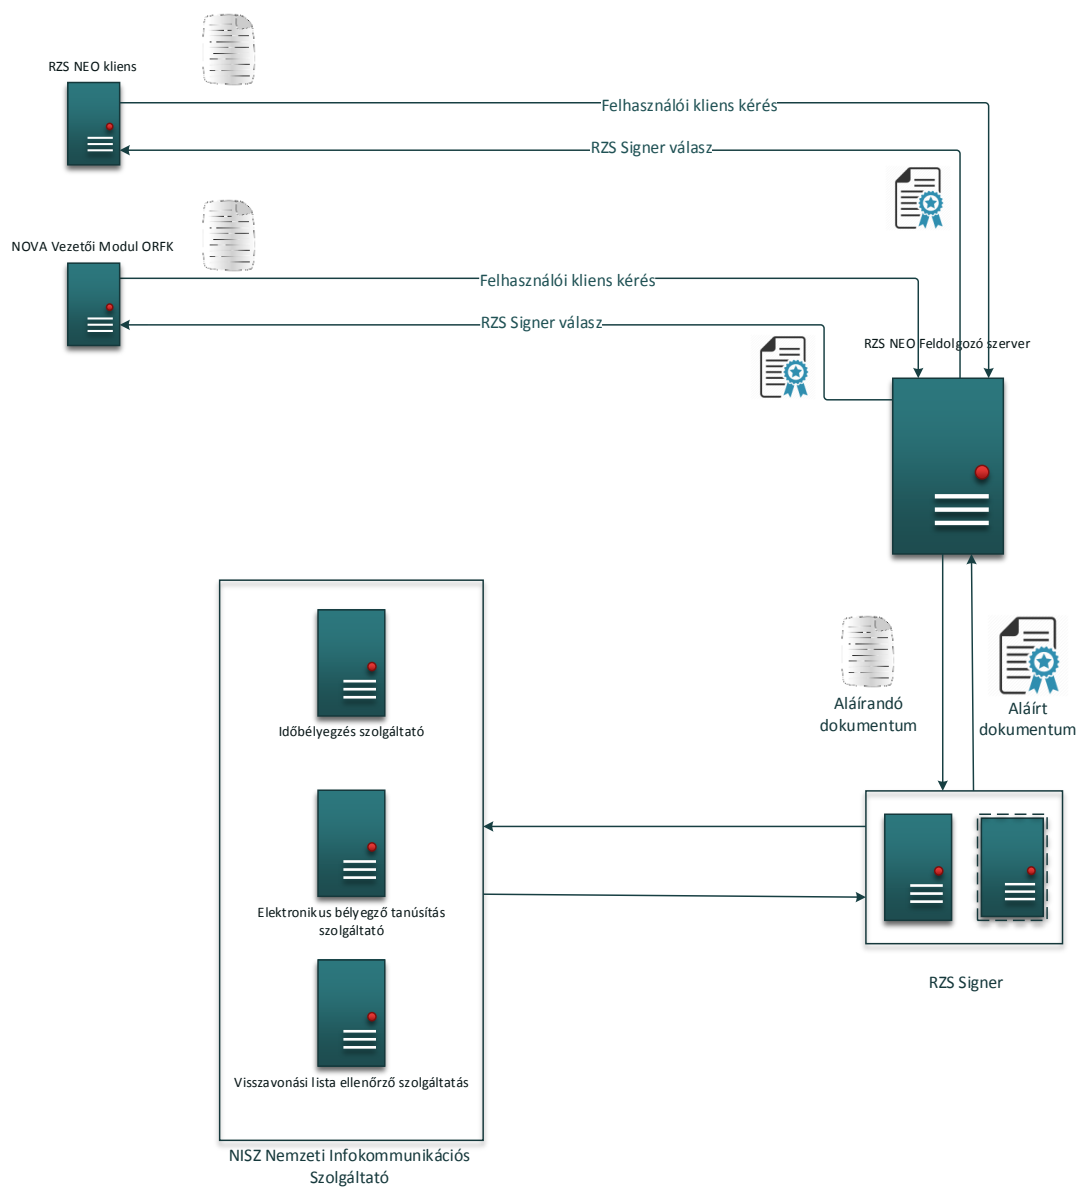 RZS NEO kliens
Felhasználói kliens kérés
RZS Signer válasz
NOVA Vezetői Modul ORFK
Felhasználói kliens kérés
RZS Signer válasz
RZS NEO Feldolgozó szerver
Aláírandó
dokumentum
Aláírt
dokumentum
Időbélyegzés szolgáltató
Elektronikus bélyegző tanúsítás
szolgáltató
RZS Signer
Visszavonási lista ellenőrző szolgáltatás
NISZ Nemzeti Infokommunikációs
Szolgáltató